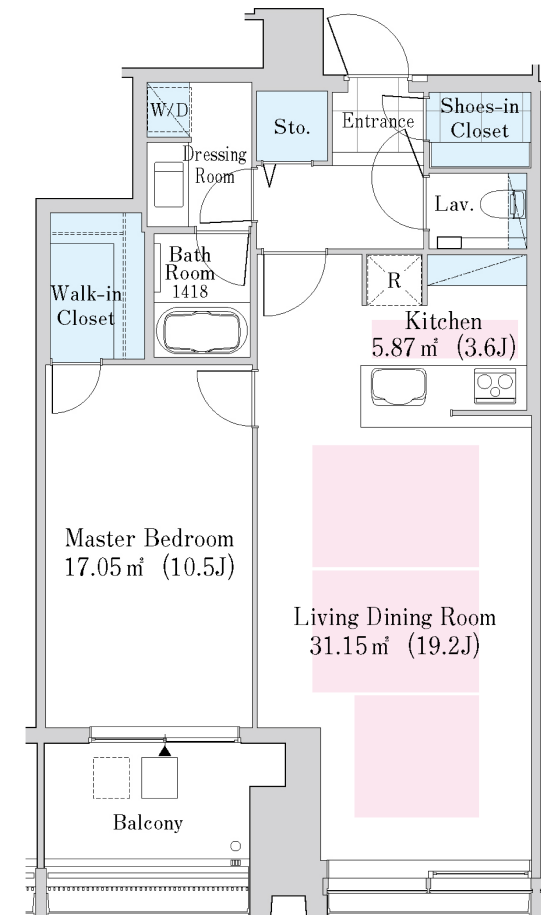 W/D
Sto.
Entrance
Shoes-in
Closet
Dressing
Room
Lav.
Bath
Room
1418
Walk-in
Closet
R
Kitchen
5.87㎡ (3.6J)
Master Bedroom
17.05㎡ (10.5J)
Living Dining Room
31.15㎡ (19.2J)
Balcony